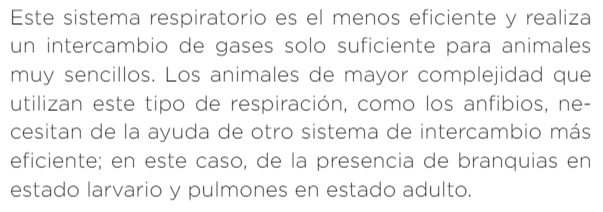 Este sistema respiratorio es el menos eficiente y realiza
un intercambio de gases solo suficiente para animales
muy sencillos. Los animales de mayor complejidad que
utilizan este tipo de respiración, como los anfibios, ne-
cesitan de la ayuda de otro sistema de intercambio más
eficiente; en este caso, de la presencia de branquias en
estado larvario y pulmones en estado adulto.